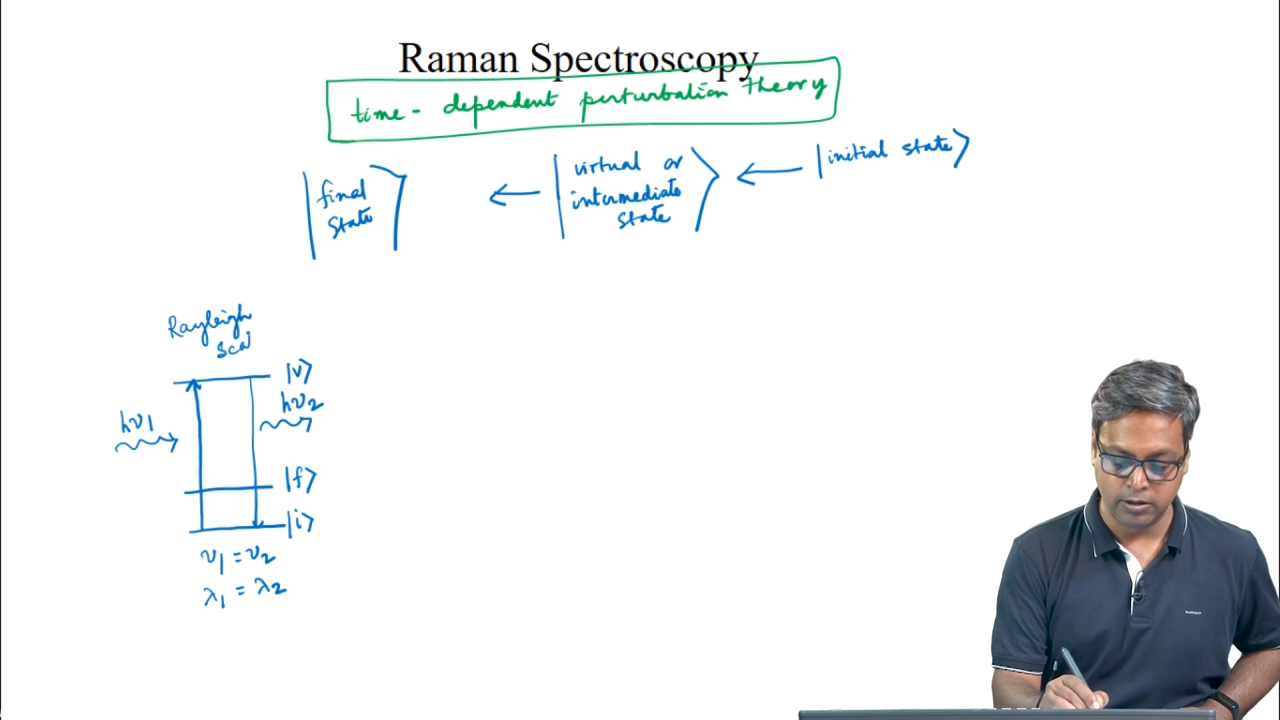 Raman Spectroscopy
time - dependent perturbation theory
|final state⟩ ← |virtual or intermediate state⟩ ← |initial state⟩
Rayleigh
scat
|v⟩
hν1
hν2
|f⟩
|i⟩
ν1 = ν2
λ1 = λ2